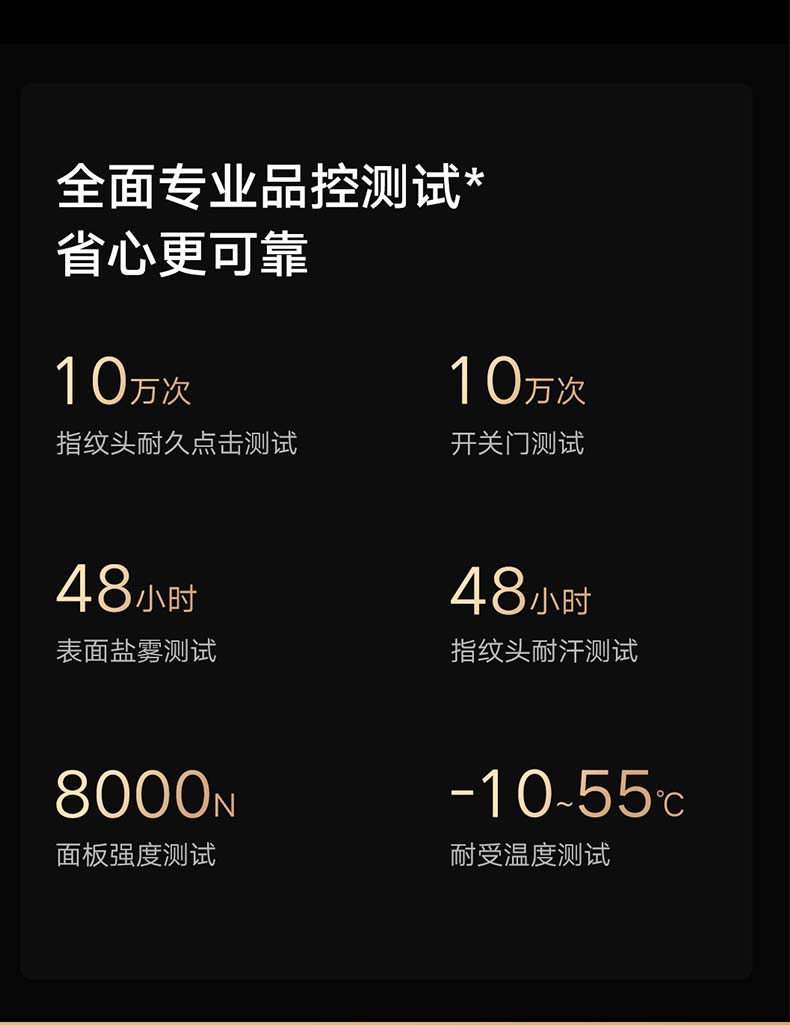 全面专业品控测试*
省心更可靠
10万次
10万次
指纹头耐久点击测试
开关门测试
48小时
48小时
表面盐雾测试
指纹头耐汗测试
8000N
-10~55℃
面板强度测试
耐受温度测试